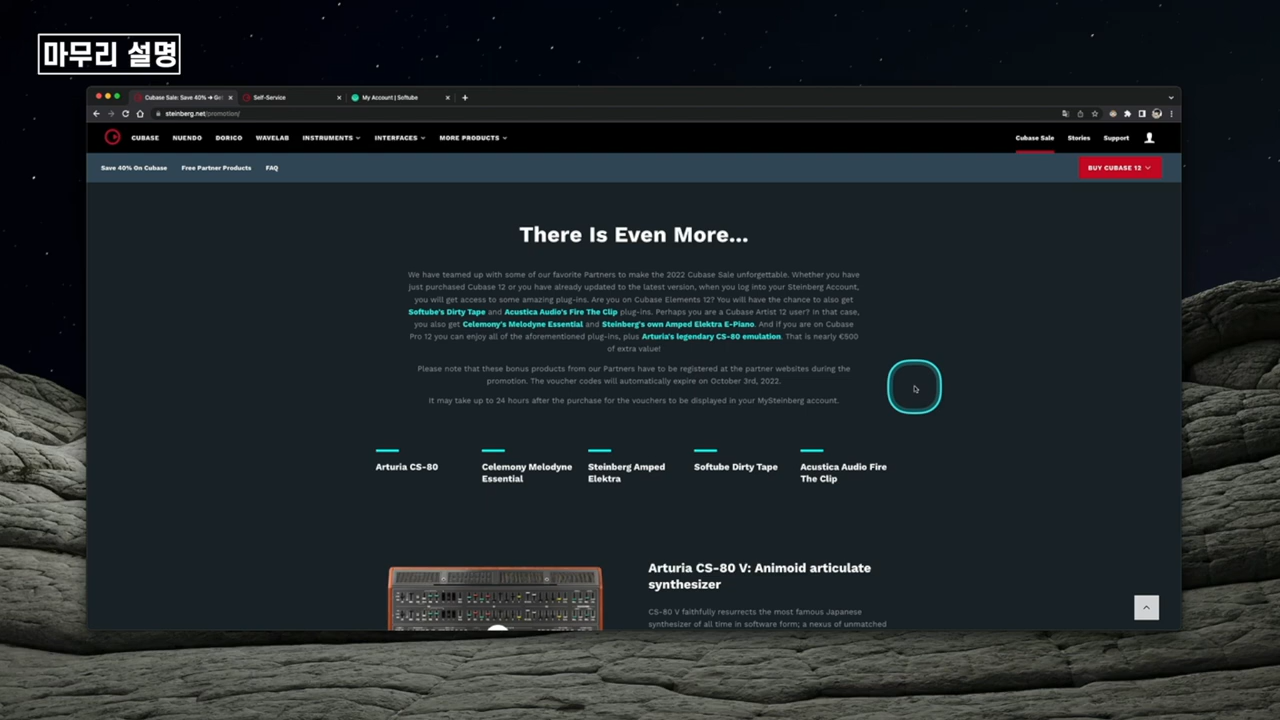 마무리 설명
Cubase Sale: Save 40% ➔ Get
Self-Service
My Account | Softube
steinberg.net/promotion/
CUBASE
NUENDO
DORICO
WAVELAB
INSTRUMENTS
INTERFACES
MORE PRODUCTS
Cubase Sale
Stories
Support
Save 40% On Cubase
Free Partner Products
FAQ
BUY CUBASE 12
There Is Even More...
We have teamed up with some of our favorite Partners to make the 2022 Cubase Sale unforgettable. Whether you have
just purchased Cubase 12 or you have already updated to the latest version, when you log into your Steinberg Account,
you will get access to some amazing plug-ins. Are you on Cubase Elements 12? You will have the chance to also get
Softube's Dirty Tape and Acustica Audio's Fire The Clip plug-ins. Perhaps you are a Cubase Artist 12 user? In that case,
you also get Celemony's Melodyne Essential and Steinberg's own Amped Elektra E-Piano. And if you are on Cubase
Pro 12 you can enjoy all of the aforementioned plug-ins, plus Arturia's legendary CS-80 emulation. That is nearly €500
of extra value!
Please note that these bonus products from our Partners have to be registered at the partner websites during the
promotion. The voucher codes will automatically expire on October 3rd, 2022.
It may take up to 24 hours after the purchase for the vouchers to be displayed in your MySteinberg account.
Arturia CS-80
Celemony Melodyne
Essential
Steinberg Amped
Elektra
Softube Dirty Tape
Acustica Audio Fire
The Clip
Arturia CS-80 V: Animoid articulate
synthesizer
CS-80 V faithfully resurrects the most famous Japanese
synthesizer of all time in software form; a nexus of unmatched